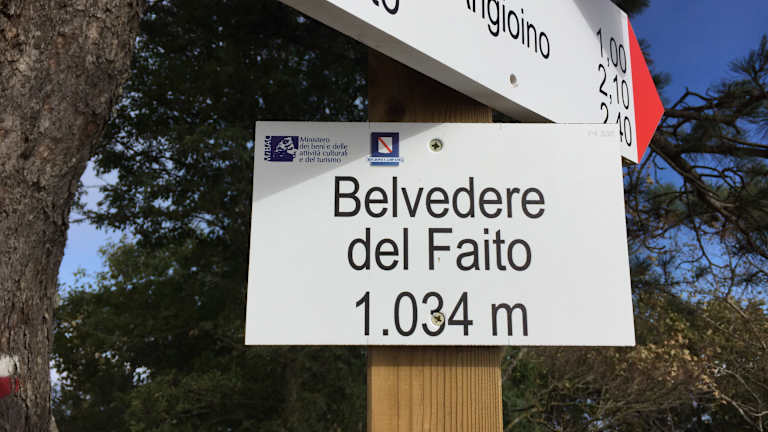 1,00
2,10
2,40
MiBAC
Ministero
dei beni e delle
attività culturali
e del turismo
Belvedere
del Faito
1.034 m